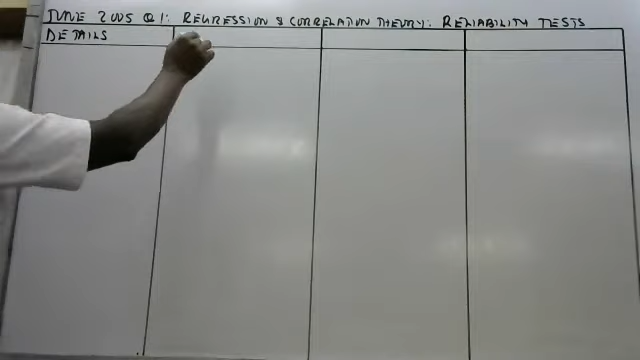 JUNE 2005 Q1: REGRESSION & CORRELATION THEORY: RELIABILITY TESTS
DETAILS